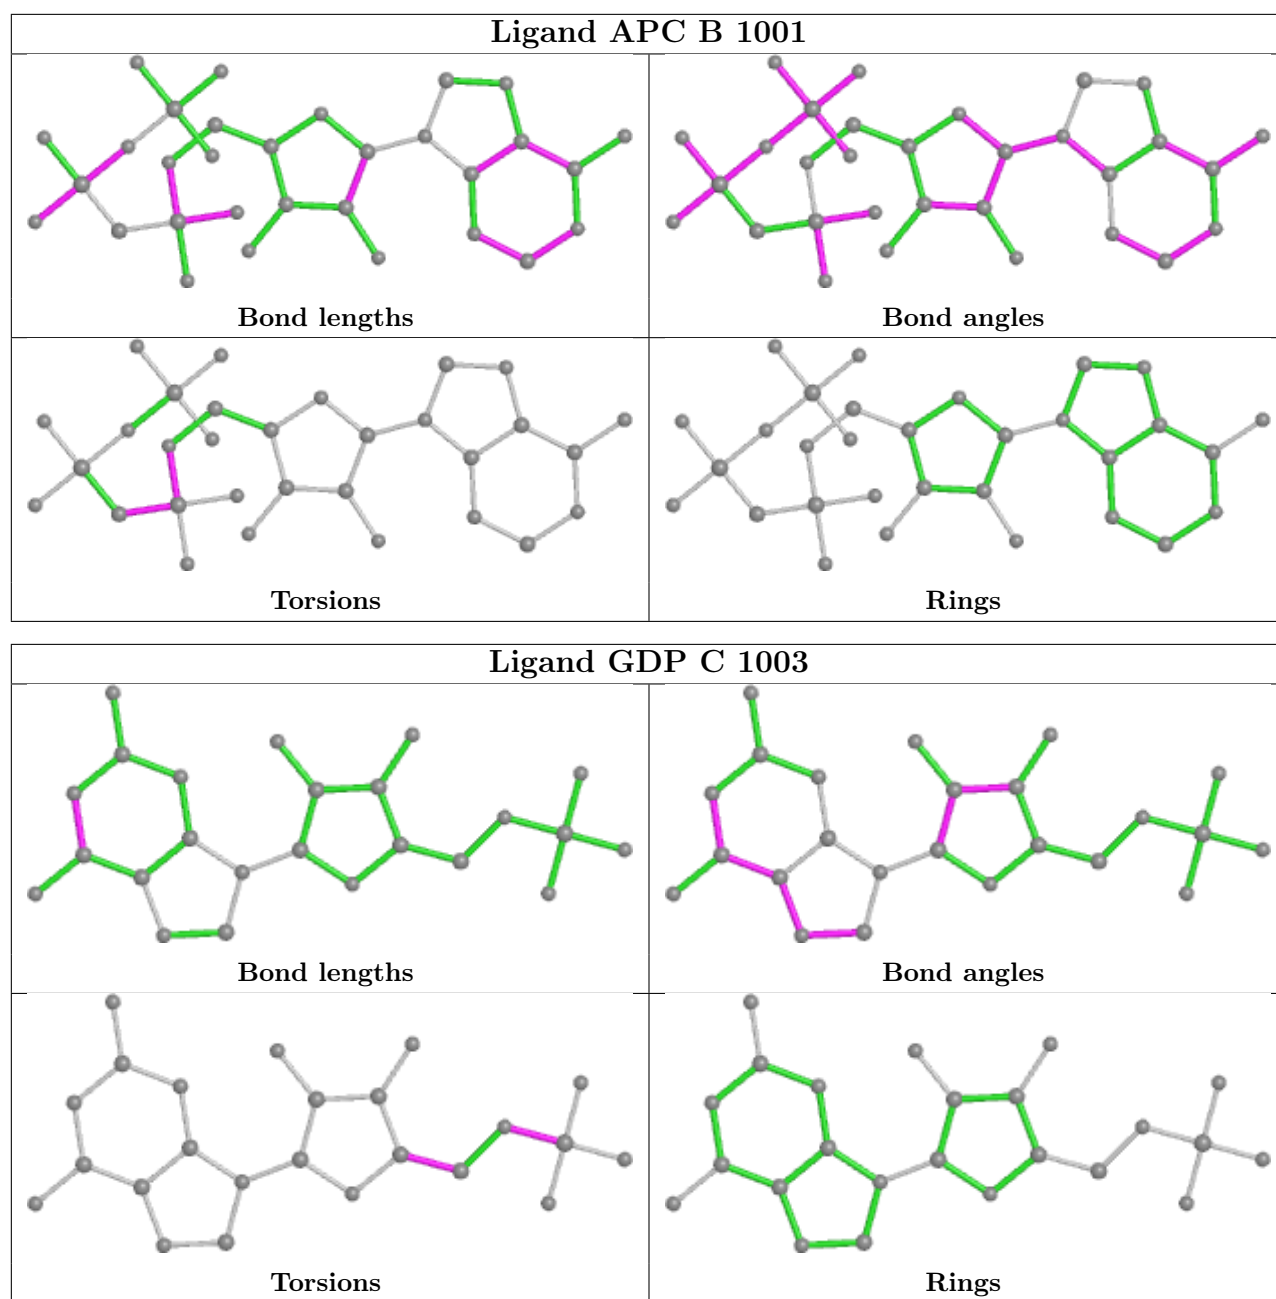 Ligand APC B 1001
Bond lengths
Bond angles
Torsions
Rings
Ligand GDP C 1003
Bond lengths
Bond angles
Torsions
Rings